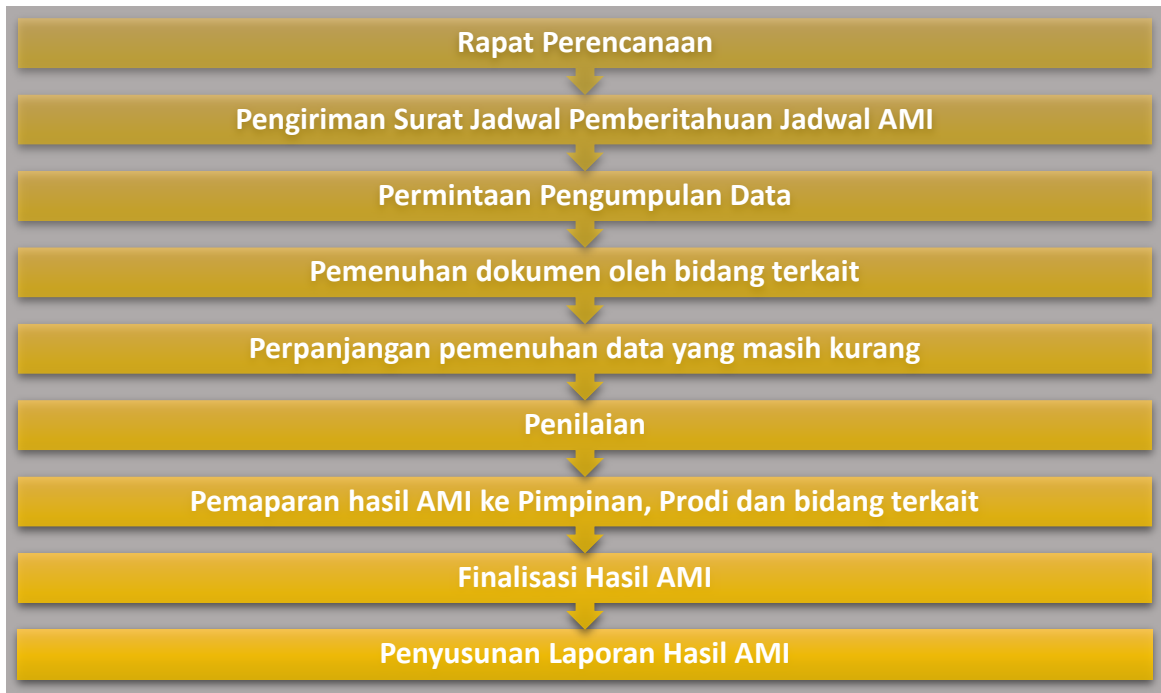 Rapat Perencanaan
Pengiriman Surat Jadwal Pemberitahuan Jadwal AMI
Permintaan Pengumpulan Data
Pemenuhan dokumen oleh bidang terkait
Perpanjangan pemenuhan data yang masih kurang
Penilaian
Pemaparan hasil AMI ke Pimpinan, Prodi dan bidang terkait
Finalisasi Hasil AMI
Penyusunan Laporan Hasil AMI